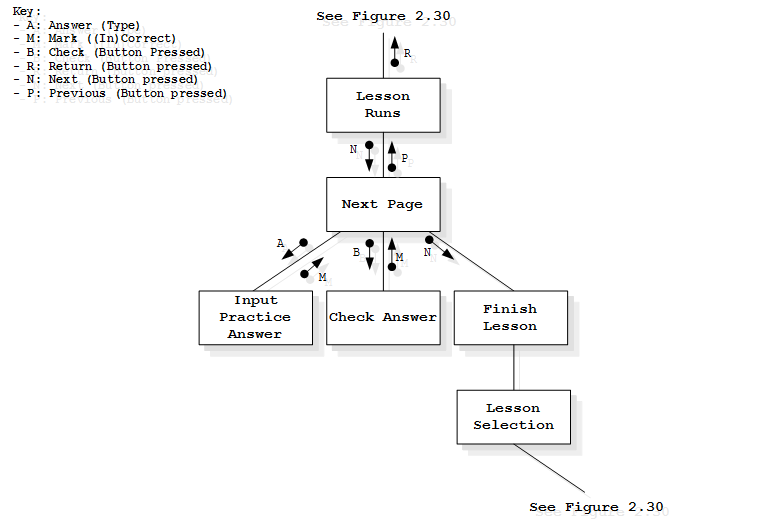 Key:
- A: Answer (Type)
- M: Mark ((In)Correct)
- B: Check (Button Pressed)
- R: Return (Button pressed)
- N: Next (Button pressed)
- P: Previous (Button pressed)
See Figure 2.30
R
Lesson
Runs
N
P
Next Page
A
M
B
M
N
Input
Practice
Answer
Check Answer
Finish
Lesson
Lesson
Selection
See Figure 2.30